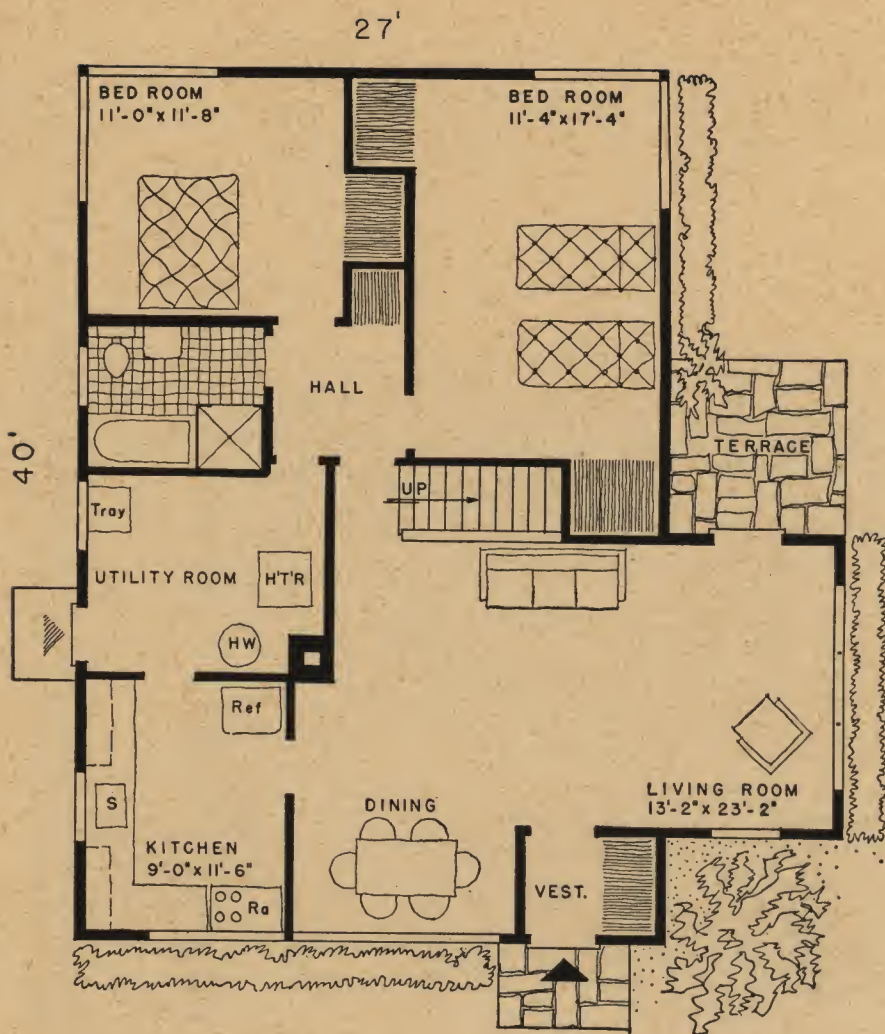 27'
BED ROOM
11'-0" x 11'-8"
BED ROOM
11'-4" x 17'-4"
40'
HALL
TERRACE
UP
Tray
UTILITY ROOM
H'T'R
HW
Ref
S
DINING
LIVING ROOM
13'-2" x 23'-2"
KITCHEN
9'-0" x 11'-6"
Ra
VEST.